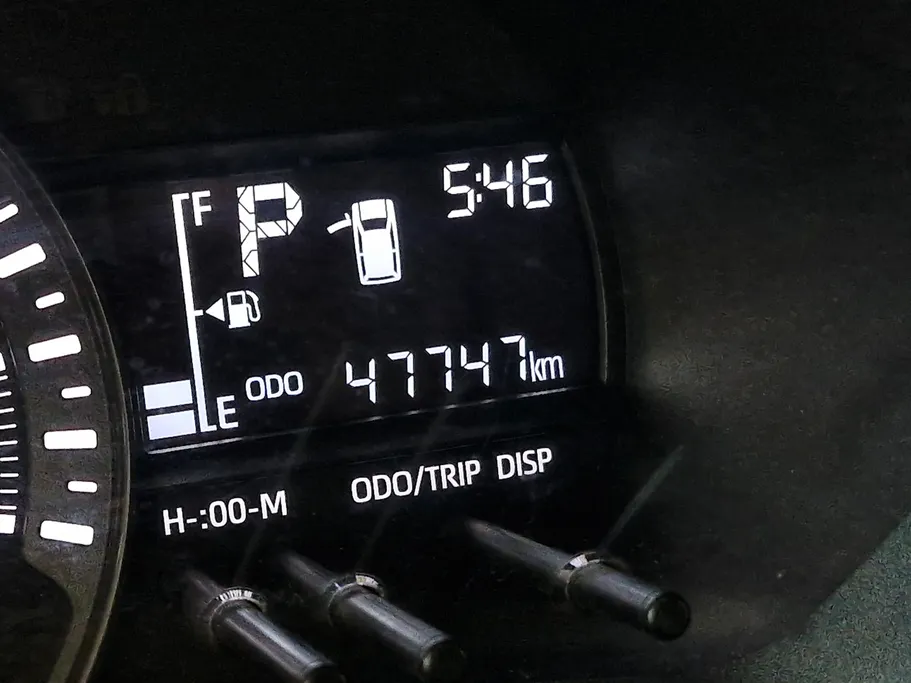 F P 5:46
ODO 47747km
E
H-:00-M ODO/TRIP DISP